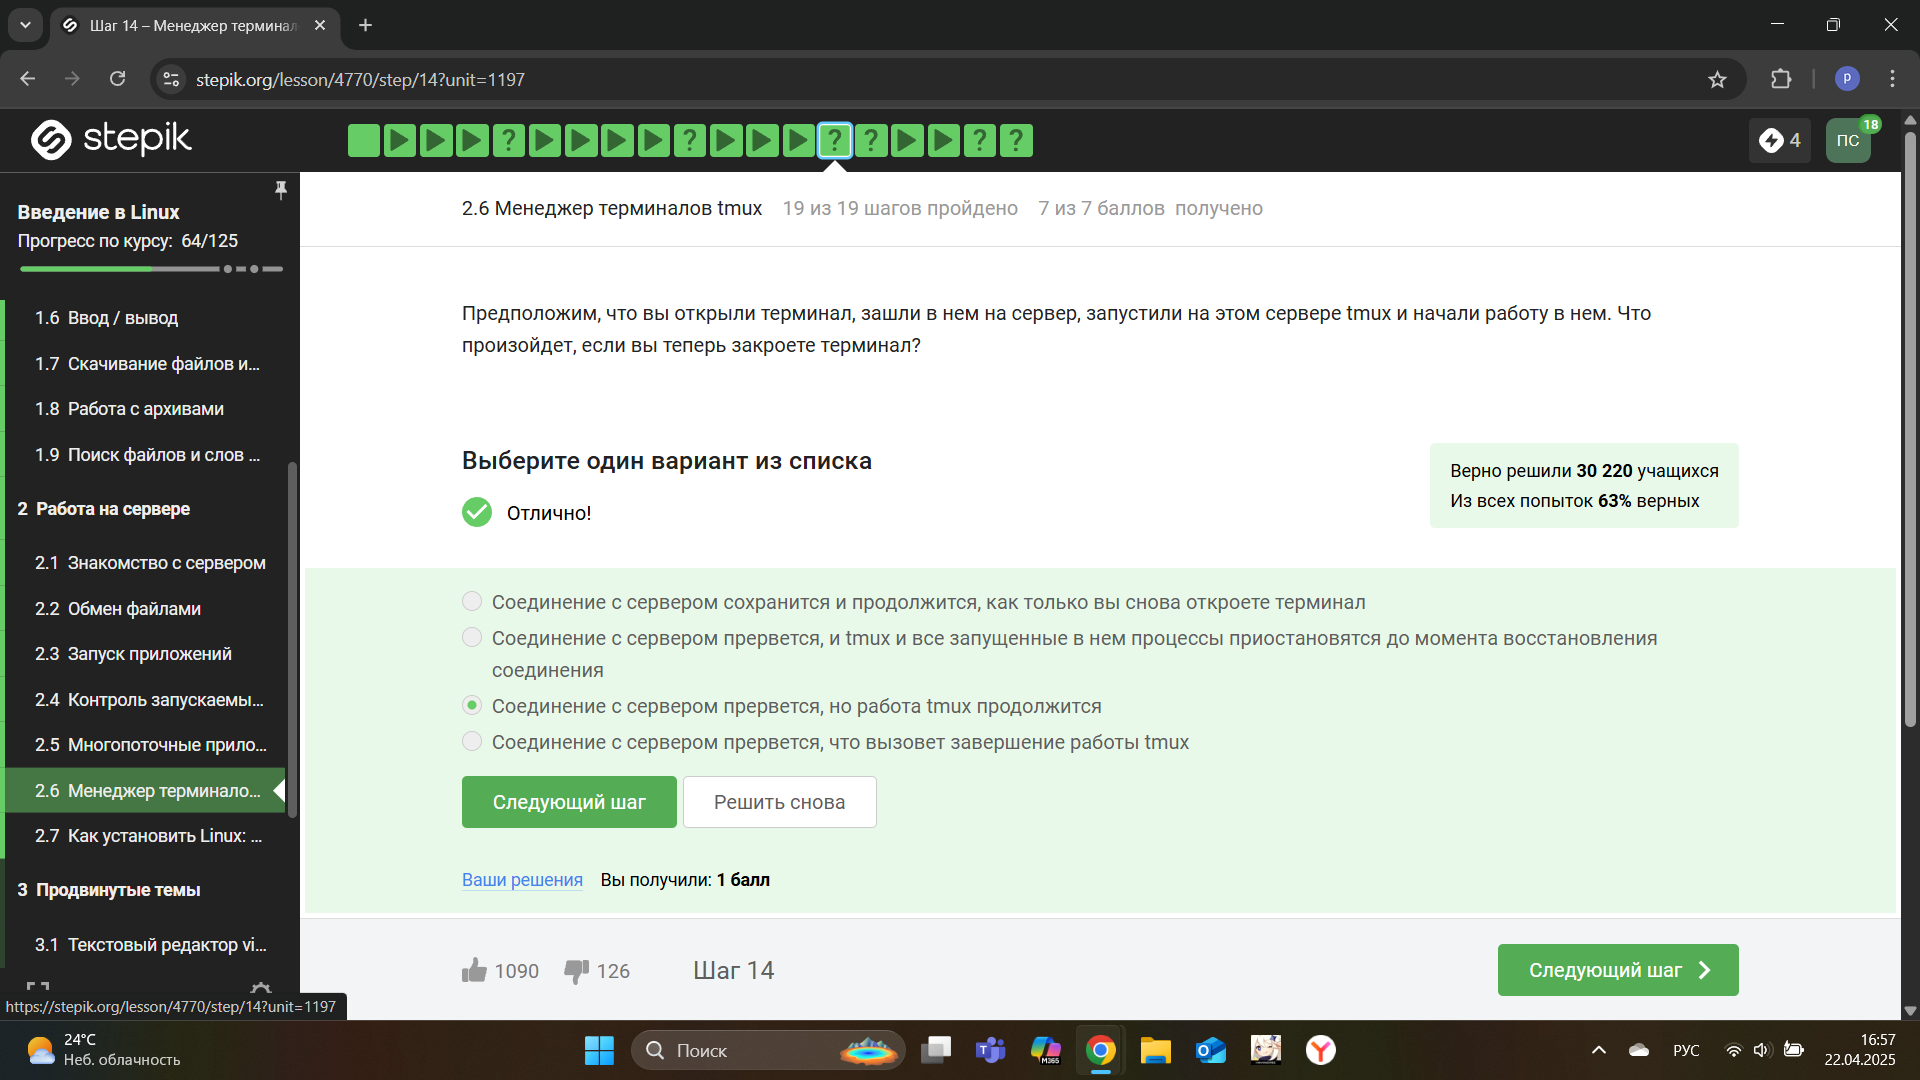 Шаг 14 – Менеджер терминал
stepik.org/lesson/4770/step/14?unit=1197
p
stepik
? ? ? ? ? ?
4
ПС
18
Введение в Linux
Прогресс по курсу: 64/125
1.6 Ввод / вывод
1.7 Скачивание файлов и...
1.8 Работа с архивами
1.9 Поиск файлов и слов ...
2 Работа на сервере
2.1 Знакомство с сервером
2.2 Обмен файлами
2.3 Запуск приложений
2.4 Контроль запускаемы...
2.5 Многопоточные прило...
2.6 Менеджер терминало...
2.7 Как установить Linux: ...
3 Продвинутые темы
3.1 Текстовый редактор vi...
https://stepik.org/lesson/4770/step/14?unit=1197
2.6 Менеджер терминалов tmux 19 из 19 шагов пройдено 7 из 7 баллов получено
Предположим, что вы открыли терминал, зашли в нем на сервер, запустили на этом сервере tmux и начали работу в нем. Что
произойдет, если вы теперь закроете терминал?
Выберите один вариант из списка
Отлично!
Верно решили 30 220 учащихся
Из всех попыток 63% верных
Соединение с сервером сохранится и продолжится, как только вы снова откроете терминал
Соединение с сервером прервется, и tmux и все запущенные в нем процессы приостановятся до момента восстановления
соединения
Соединение с сервером прервется, но работа tmux продолжится
Соединение с сервером прервется, что вызовет завершение работы tmux
Следующий шаг
Решить снова
Ваши решения Вы получили: 1 балл
1090 126 Шаг 14
Следующий шаг
24°C
Неб. облачность
Поиск
M365
РУС
16:57
22.04.2025